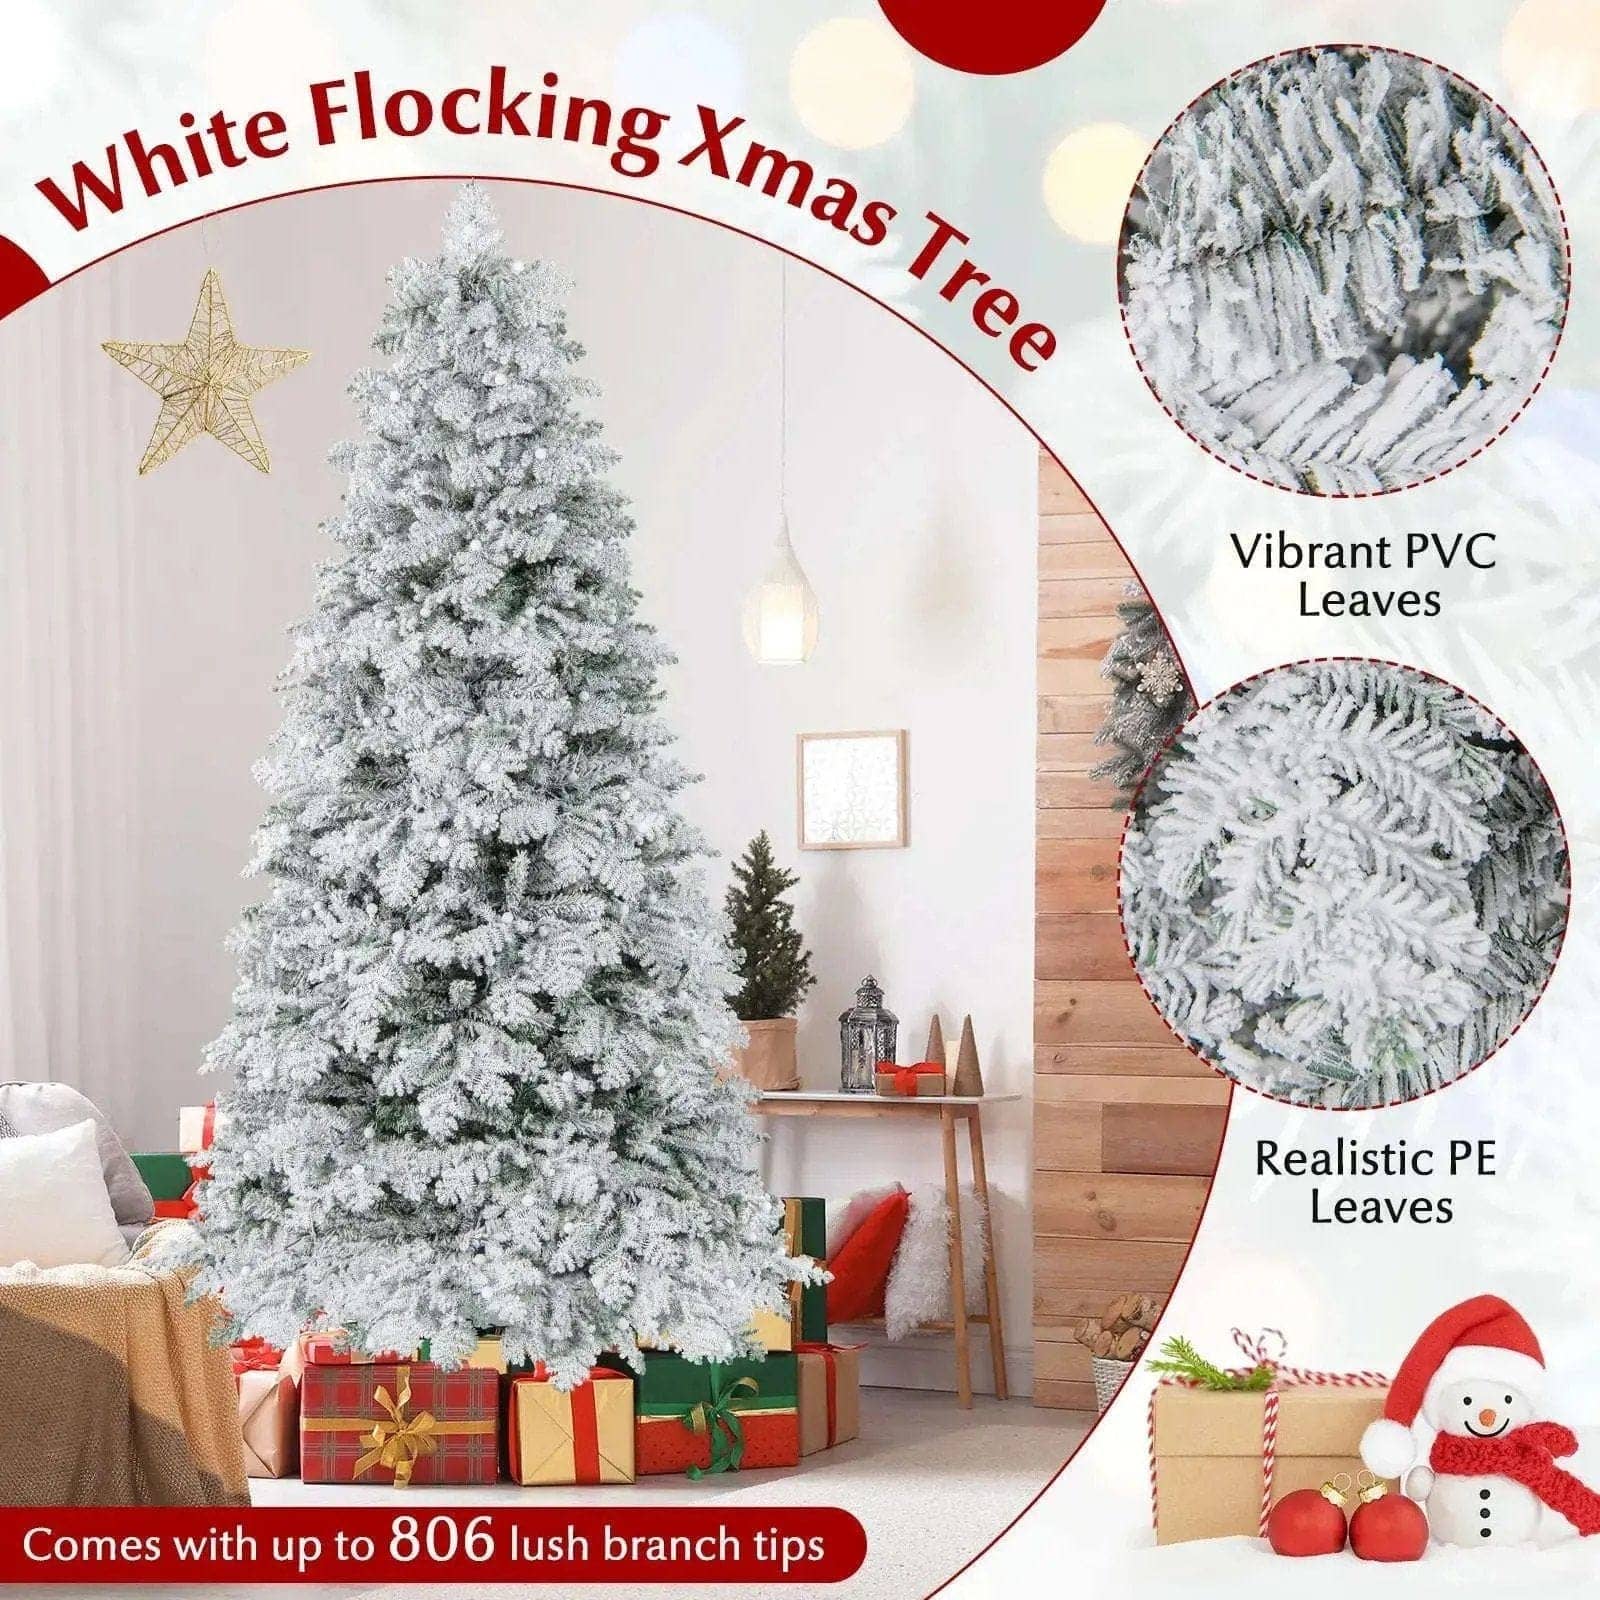 White Flocking Xmas Tree
Vibrant PVC
Leaves
Realistic PE
Leaves
Comes with up to 806 lush branch tips